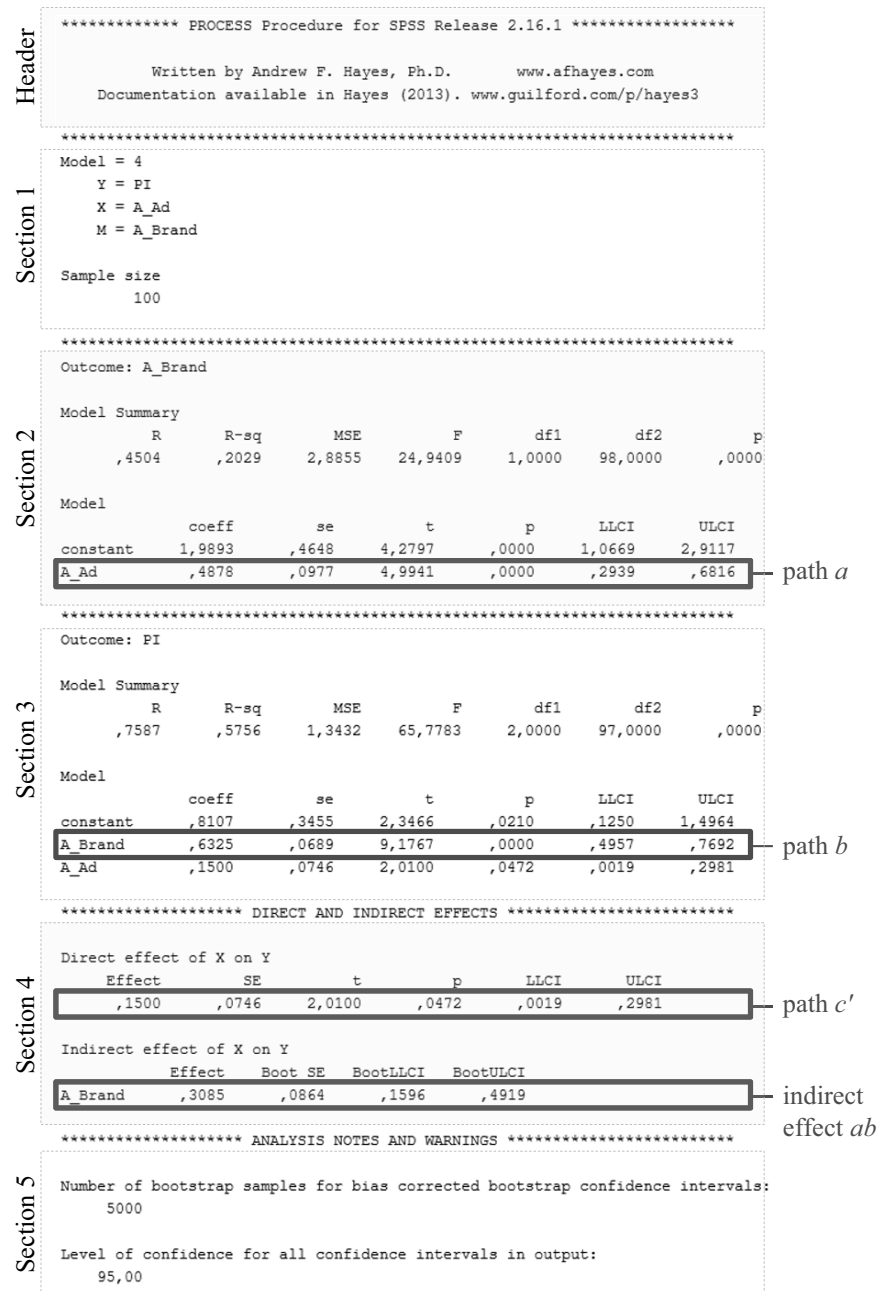 Header
************* PROCESS Procedure for SPSS Release 2.16.1 ******************
Written by Andrew F. Hayes, Ph.D. www.afhayes.com
Documentation available in Hayes (2013). www.guilford.com/p/hayes3
**************************************************************************
Section 1
Model = 4
Y = PI
X = A_Ad
M = A_Brand
Sample size
100
**************************************************************************
Section 2
Outcome: A_Brand
Model Summary
R R-sq MSE F df1 df2 p
,4504 ,2029 2,8855 24,9409 1,0000 98,0000 ,0000
Model
coeff se t p LLCI ULCI
constant 1,9893 ,4648 4,2797 ,0000 1,0669 2,9117
A_Ad ,4878 ,0977 4,9941 ,0000 ,2939 ,6816 path a
**************************************************************************
Section 3
Outcome: PI
Model Summary
R R-sq MSE F df1 df2 p
,7587 ,5756 1,3432 65,7783 2,0000 97,0000 ,0000
Model
coeff se t p LLCI ULCI
constant ,8107 ,3455 2,3466 ,0210 ,1250 1,4964
A_Brand ,6325 ,0689 9,1767 ,0000 ,4957 ,7692 path b
A_Ad ,1500 ,0746 2,0100 ,0472 ,0019 ,2981
******************** DIRECT AND INDIRECT EFFECTS *************************
Section 4
Direct effect of X on Y
Effect SE t p LLCI ULCI
,1500 ,0746 2,0100 ,0472 ,0019 ,2981 path c'
Indirect effect of X on Y
Effect Boot SE BootLLCI BootULCI
A_Brand ,3085 ,0864 ,1596 ,4919 indirect
effect ab
******************** ANALYSIS NOTES AND WARNINGS *************************
Section 5
Number of bootstrap samples for bias corrected bootstrap confidence intervals:
5000
Level of confidence for all confidence intervals in output:
95,00